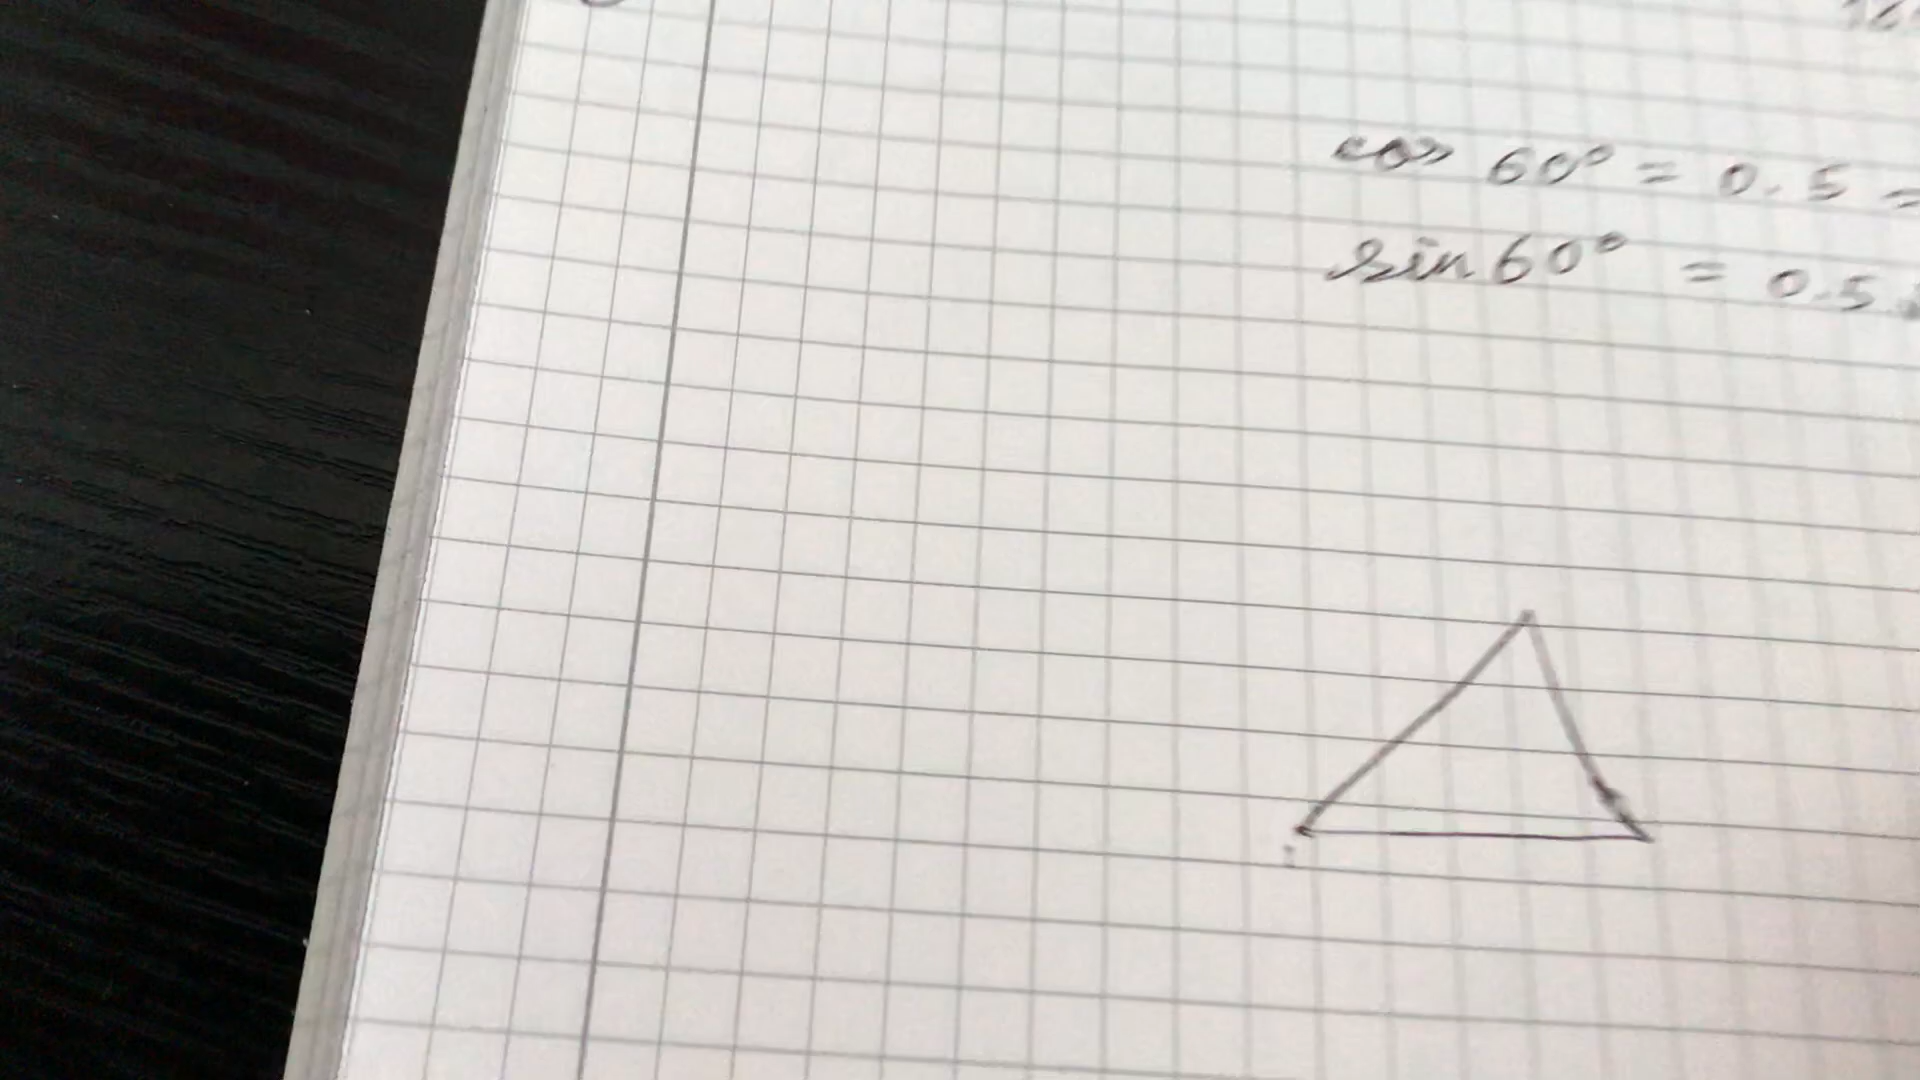 cos 60° = 0.5 =
sin 60° = 0.5